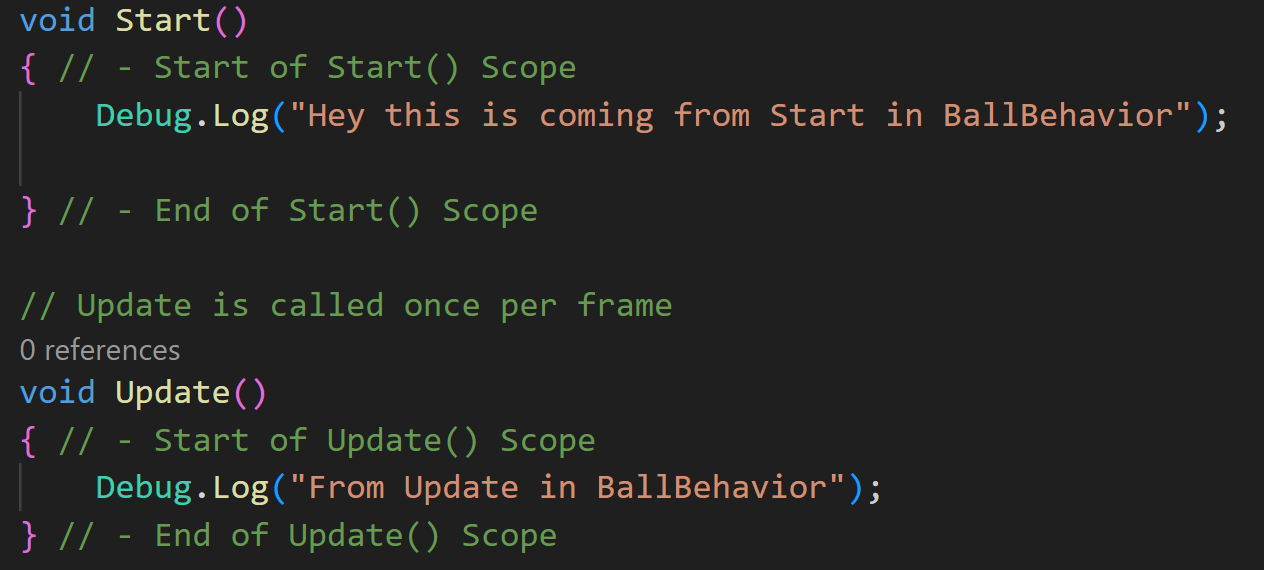 void Start()
{ // - Start of Start() Scope
    Debug.Log("Hey this is coming from Start in BallBehavior");
} // - End of Start() Scope
// Update is called once per frame
0 references
void Update()
{ // - Start of Update() Scope
    Debug.Log("From Update in BallBehavior");
} // - End of Update() Scope